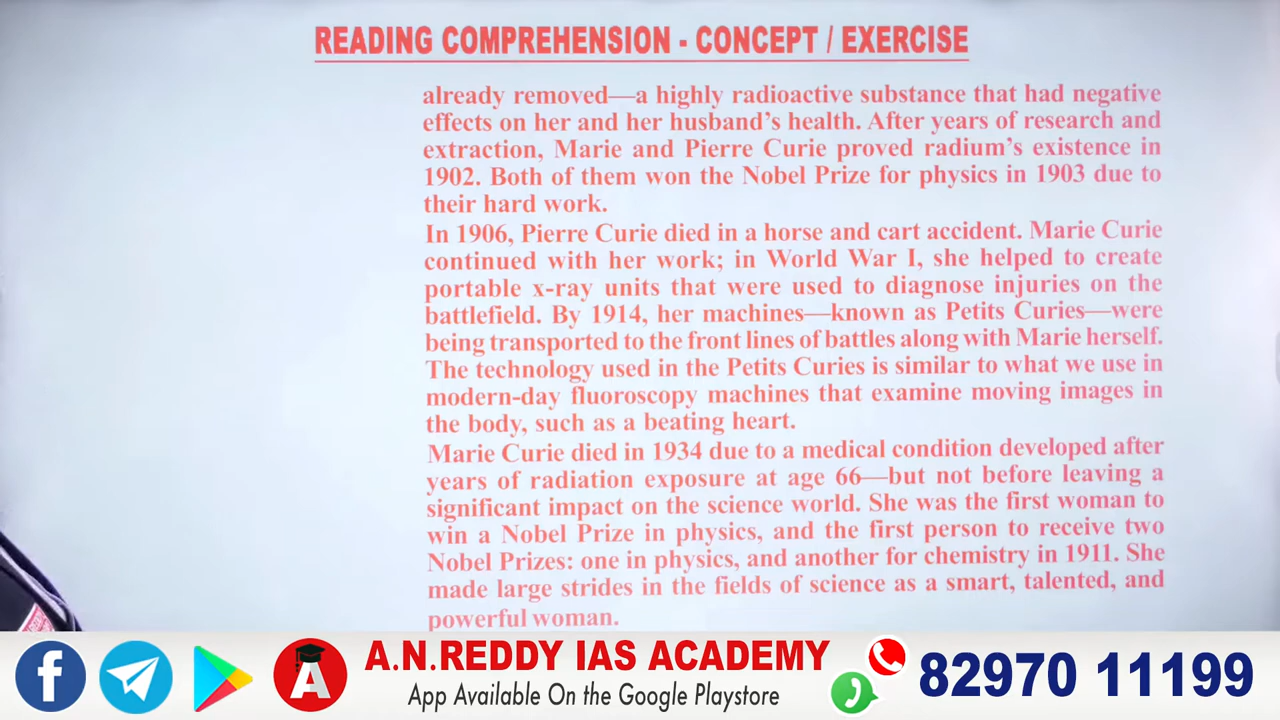 READING COMPREHENSION - CONCEPT / EXERCISE
already removed—a highly radioactive substance that had negative
effects on her and her husband's health. After years of research and
extraction, Marie and Pierre Curie proved radium's existence in
1902. Both of them won the Nobel Prize for physics in 1903 due to
their hard work.
In 1906, Pierre Curie died in a horse and cart accident. Marie Curie
continued with her work; in World War I, she helped to create
portable x-ray units that were used to diagnose injuries on the
battlefield. By 1914, her machines—known as Petits Curies—were
being transported to the front lines of battles along with Marie herself.
The technology used in the Petits Curies is similar to what we use in
modern-day fluoroscopy machines that examine moving images in
the body, such as a beating heart.
Marie Curie died in 1934 due to a medical condition developed after
years of radiation exposure at age 66—but not before leaving a
significant impact on the science world. She was the first woman to
win a Nobel Prize in physics, and the first person to receive two
Nobel Prizes: one in physics, and another for chemistry in 1911. She
made large strides in the fields of science as a smart, talented, and
powerful woman.
A.N.REDDY IAS ACADEMY
App Available On the Google Playstore
82970 11199